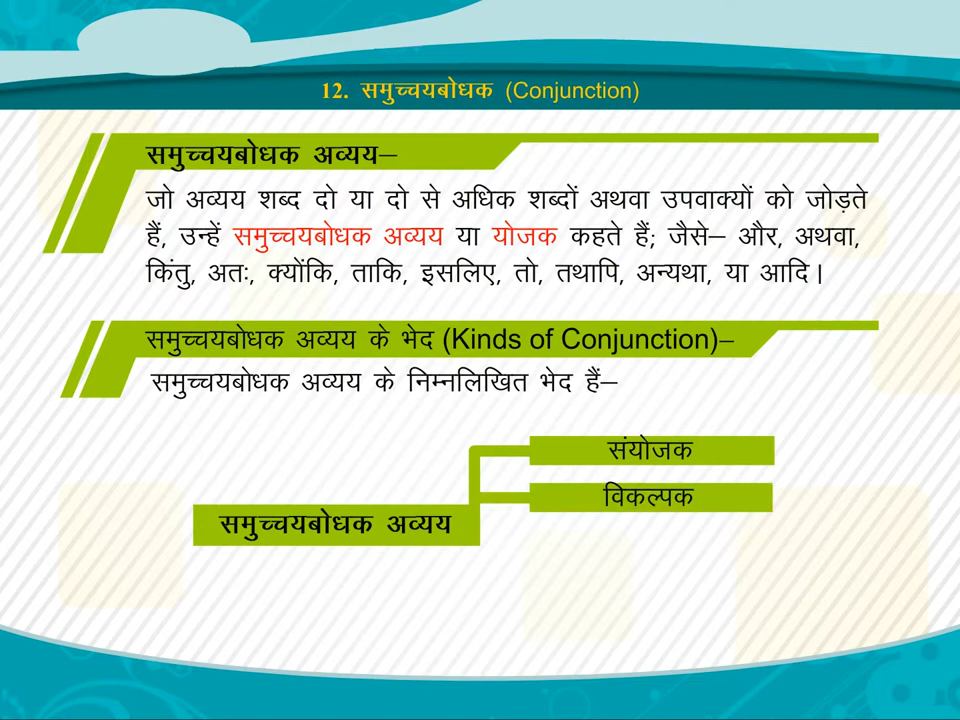 12. समुच्चयबोधक (Conjunction)
समुच्चयबोधक अव्यय–
जो अव्यय शब्द दो या दो से अधिक शब्दों अथवा उपवाक्यों को जोड़ते
हैं, उन्हें समुच्चयबोधक अव्यय या योजक कहते हैं; जैसे– और, अथवा,
किंतु, अतः, क्योंकि, ताकि, इसलिए, तो, तथापि, अन्यथा, या आदि।
समुच्चयबोधक अव्यय के भेद (Kinds of Conjunction)–
समुच्चयबोधक अव्यय के निम्नलिखित भेद हैं–
संयोजक
विकल्पक
समुच्चयबोधक अव्यय